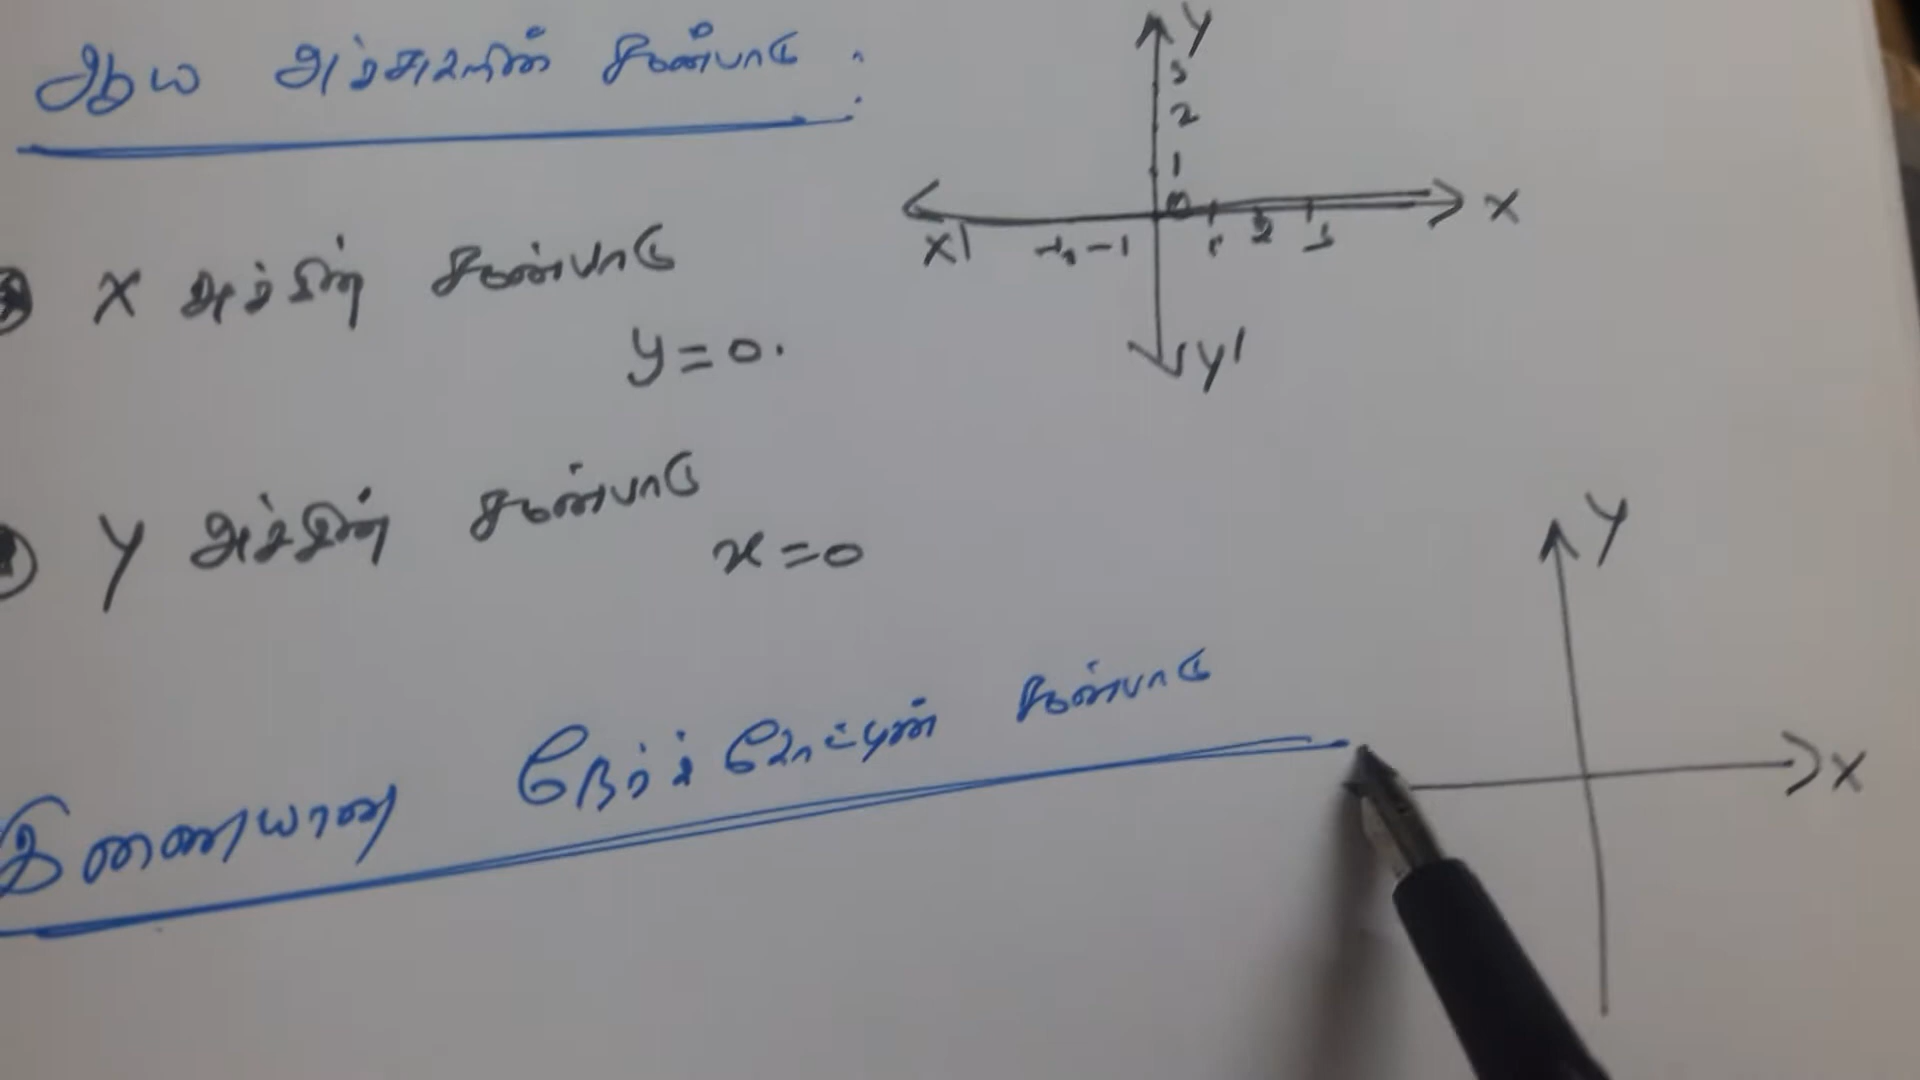 ஆய அச்சுகளின் சமன்பாடு :
X அச்சின் சமன்பாடு
y = 0.
Y அச்சின் சமன்பாடு
x = 0
இணையான நேர்க்கோட்டின் சமன்பாடு
Y
3
2
1
0
X
X' -2 -1 1 2 3
Y'
Y
X